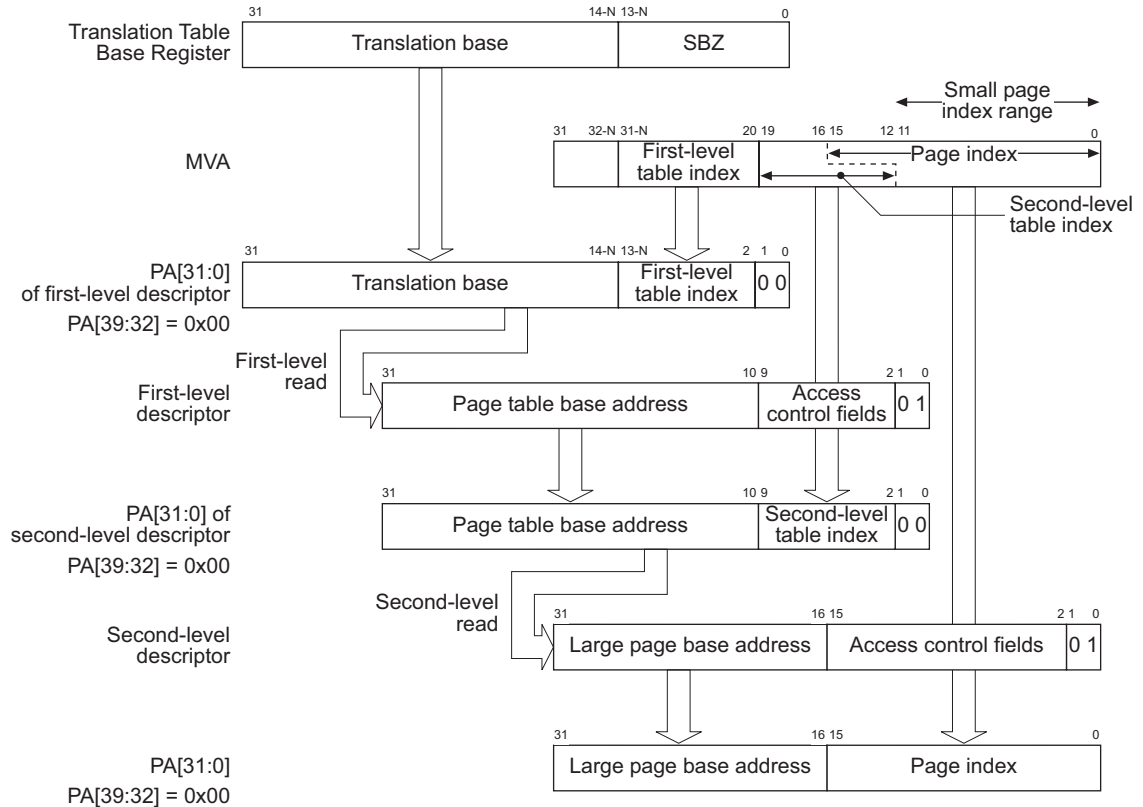 31 14-N 13-N 0
Translation Table
Base Register
Translation base SBZ
Small page
index range
31 32-N 31-N 20 19 16 15 12 11 0
MVA
First-level
table index
Page index
Second-level
table index
31 14-N 13-N 2 1 0
PA[31:0]
of first-level descriptor
PA[39:32] = 0x00
Translation base
First-level
table index
0 0
First-level
read
31 10 9 2 1 0
First-level
descriptor
Page table base address
Access
control fields
0 1
31 10 9 2 1 0
PA[31:0] of
second-level descriptor
PA[39:32] = 0x00
Page table base address
Second-level
table index
0 0
Second-level
read
31 16 15 2 1 0
Second-level
descriptor
Large page base address Access control fields 0 1
31 16 15 0
PA[31:0]
PA[39:32] = 0x00
Large page base address Page index